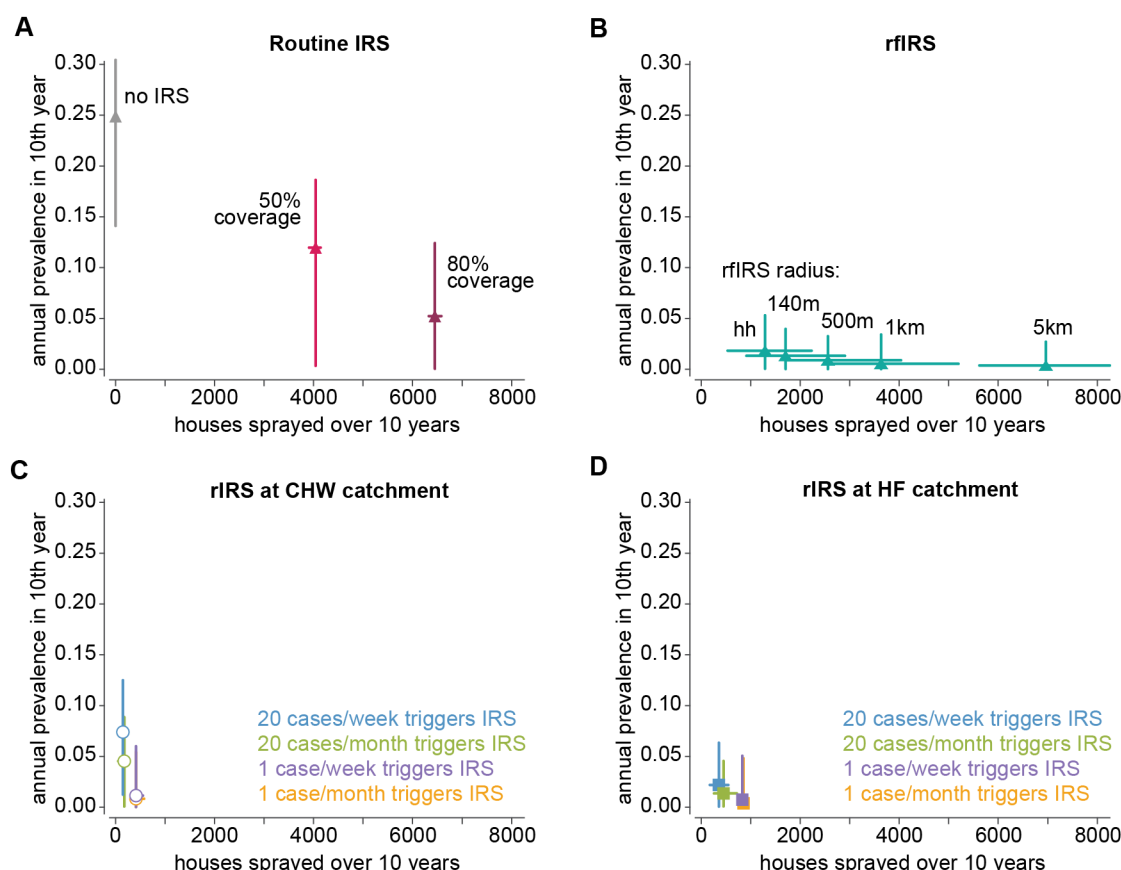 A
Routine IRS
annual prevalence in 10th year
0.30
0.25
0.20
0.15
0.10
0.05
0.00
no IRS
50%
coverage
80%
coverage
0
2000
4000
6000
8000
houses sprayed over 10 years
B
rfIRS
annual prevalence in 10th year
0.30
0.25
0.20
0.15
0.10
0.05
0.00
rfIRS radius:
hh
140m
500m
1km
5km
0
2000
4000
6000
8000
houses sprayed over 10 years
C
rIRS at CHW catchment
annual prevalence in 10th year
0.30
0.25
0.20
0.15
0.10
0.05
0.00
20 cases/week triggers IRS
20 cases/month triggers IRS
1 case/week triggers IRS
1 case/month triggers IRS
0
2000
4000
6000
8000
houses sprayed over 10 years
D
rIRS at HF catchment
annual prevalence in 10th year
0.30
0.25
0.20
0.15
0.10
0.05
0.00
20 cases/week triggers IRS
20 cases/month triggers IRS
1 case/week triggers IRS
1 case/month triggers IRS
0
2000
4000
6000
8000
houses sprayed over 10 years